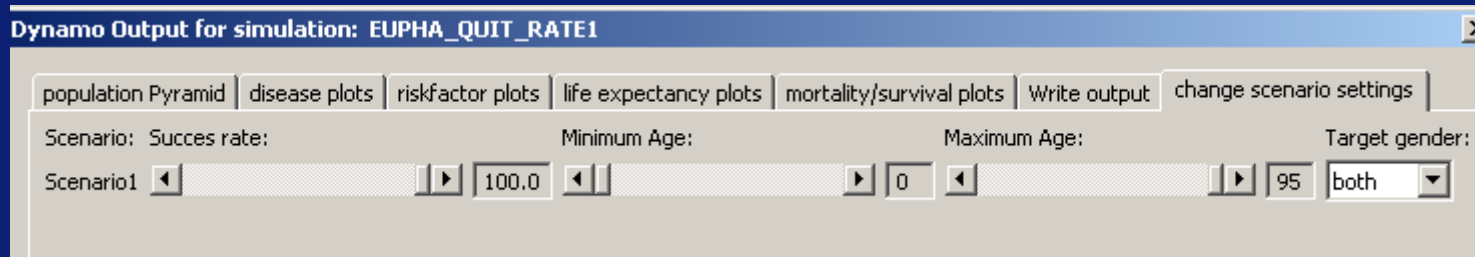 Dynamo Output for simulation: EUPHA_QUIT_RATE1
population Pyramid disease plots riskfactor plots life expectancy plots mortality/survival plots Write output change scenario settings
Scenario: Succes rate: Minimum Age: Maximum Age: Target gender:
Scenario1 100.0 0 95 both